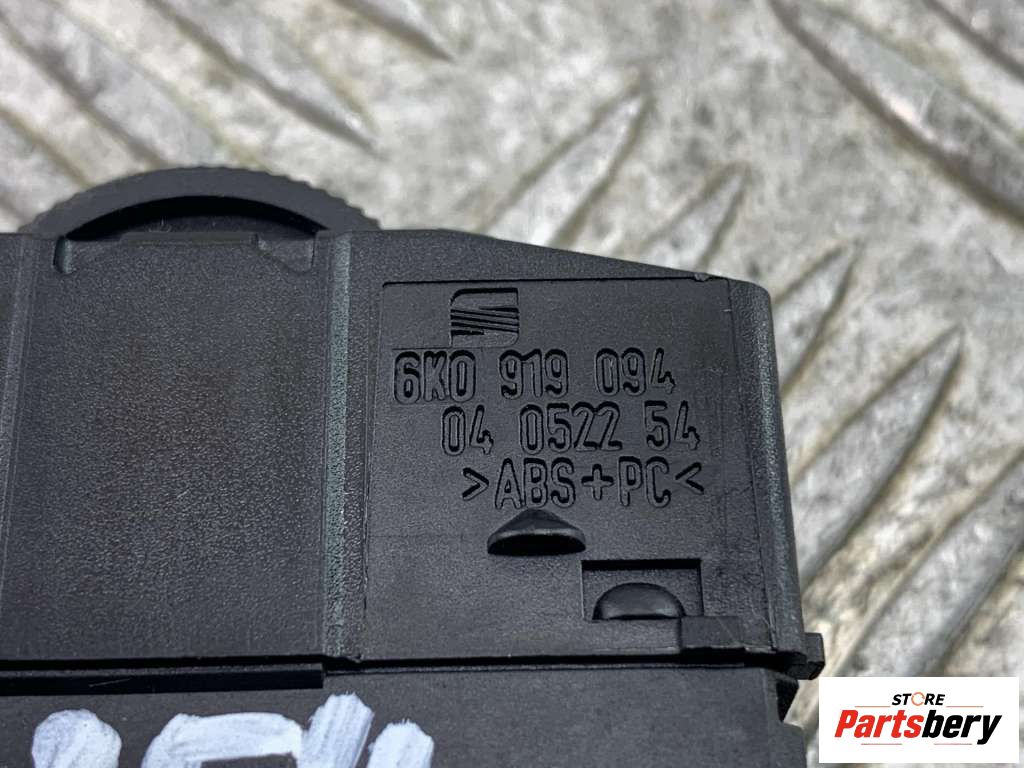 6K0 919 094
04 0522 54
>ABS+PC<
STORE
Partsbery